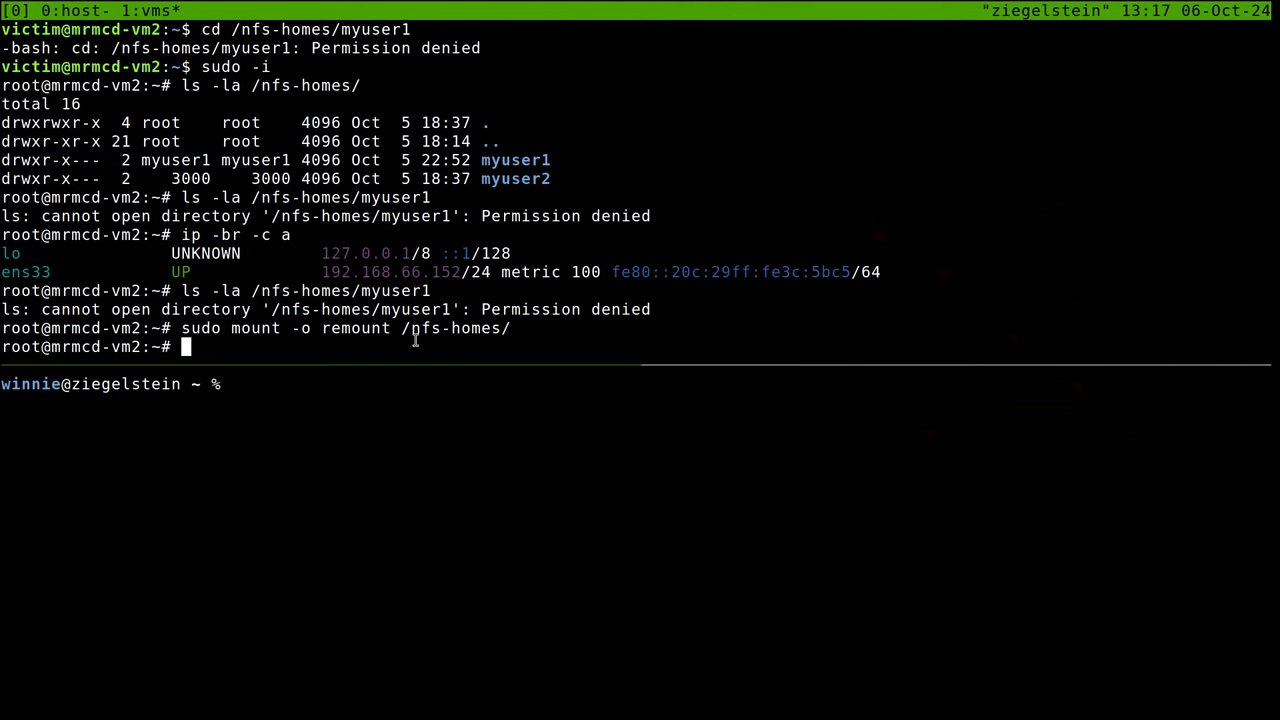 [0] 0:host- 1:vms* "ziegelstein" 13:17 06-Oct-24
victim@mrmcd-vm2:~$ cd /nfs-homes/myuser1
-bash: cd: /nfs-homes/myuser1: Permission denied
victim@mrmcd-vm2:~$ sudo -i
root@mrmcd-vm2:~# ls -la /nfs-homes/
total 16
drwxrwxr-x  4 root    root    4096 Oct  5 18:37 .
drwxr-xr-x 21 root    root    4096 Oct  5 18:14 ..
drwxr-x---  2 myuser1 myuser1 4096 Oct  5 22:52 myuser1
drwxr-x---  2    3000    3000 4096 Oct  5 18:37 myuser2
root@mrmcd-vm2:~# ls -la /nfs-homes/myuser1
ls: cannot open directory '/nfs-homes/myuser1': Permission denied
root@mrmcd-vm2:~# ip -br -c a
lo               UNKNOWN        127.0.0.1/8 ::1/128
ens33            UP             192.168.66.152/24 metric 100 fe80::20c:29ff:fe3c:5bc5/64
root@mrmcd-vm2:~# ls -la /nfs-homes/myuser1
ls: cannot open directory '/nfs-homes/myuser1': Permission denied
root@mrmcd-vm2:~# sudo mount -o remount /nfs-homes/
root@mrmcd-vm2:~#
winnie@ziegelstein ~ %